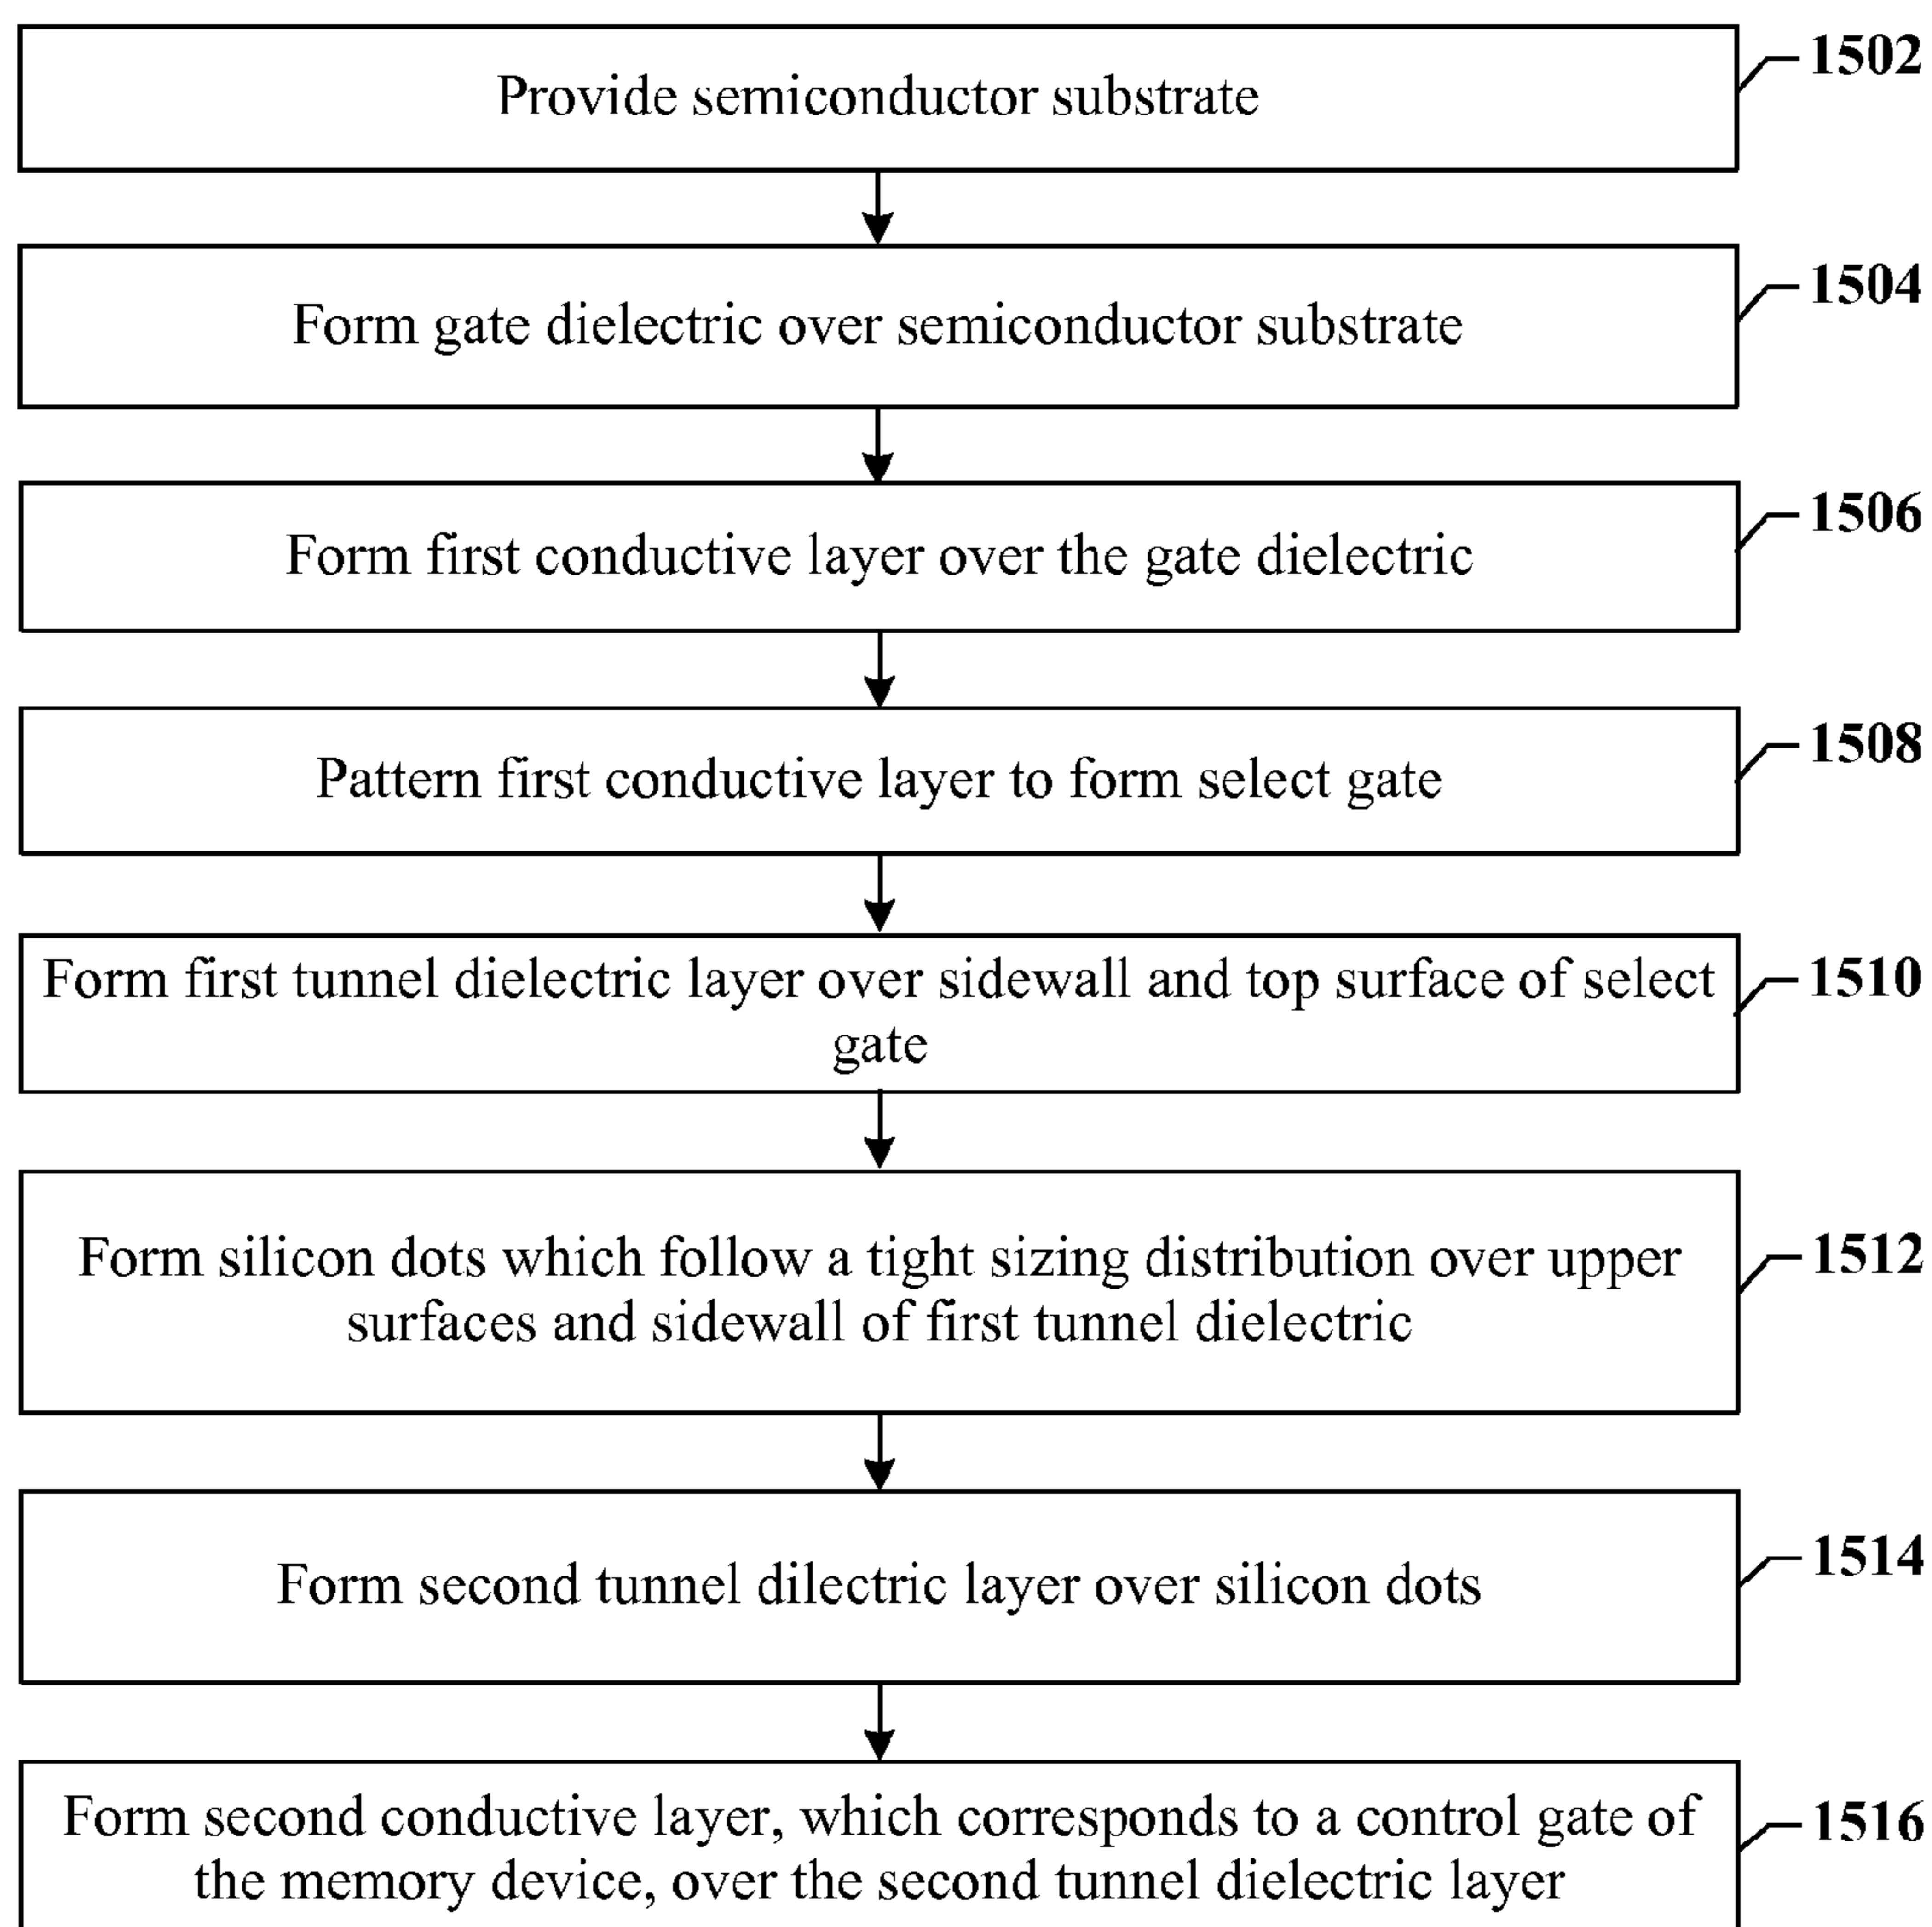 Provide semiconductor substrate
1502
Form gate dielectric over semiconductor substrate
1504
Form first conductive layer over the gate dielectric
1506
Pattern first conductive layer to form select gate
1508
Form first tunnel dielectric layer over sidewall and top surface of select
gate
1510
Form silicon dots which follow a tight sizing distribution over upper
surfaces and sidewall of first tunnel dielectric
1512
Form second tunnel dilectric layer over silicon dots
1514
Form second conductive layer, which corresponds to a control gate of
the memory device, over the second tunnel dielectric layer
1516